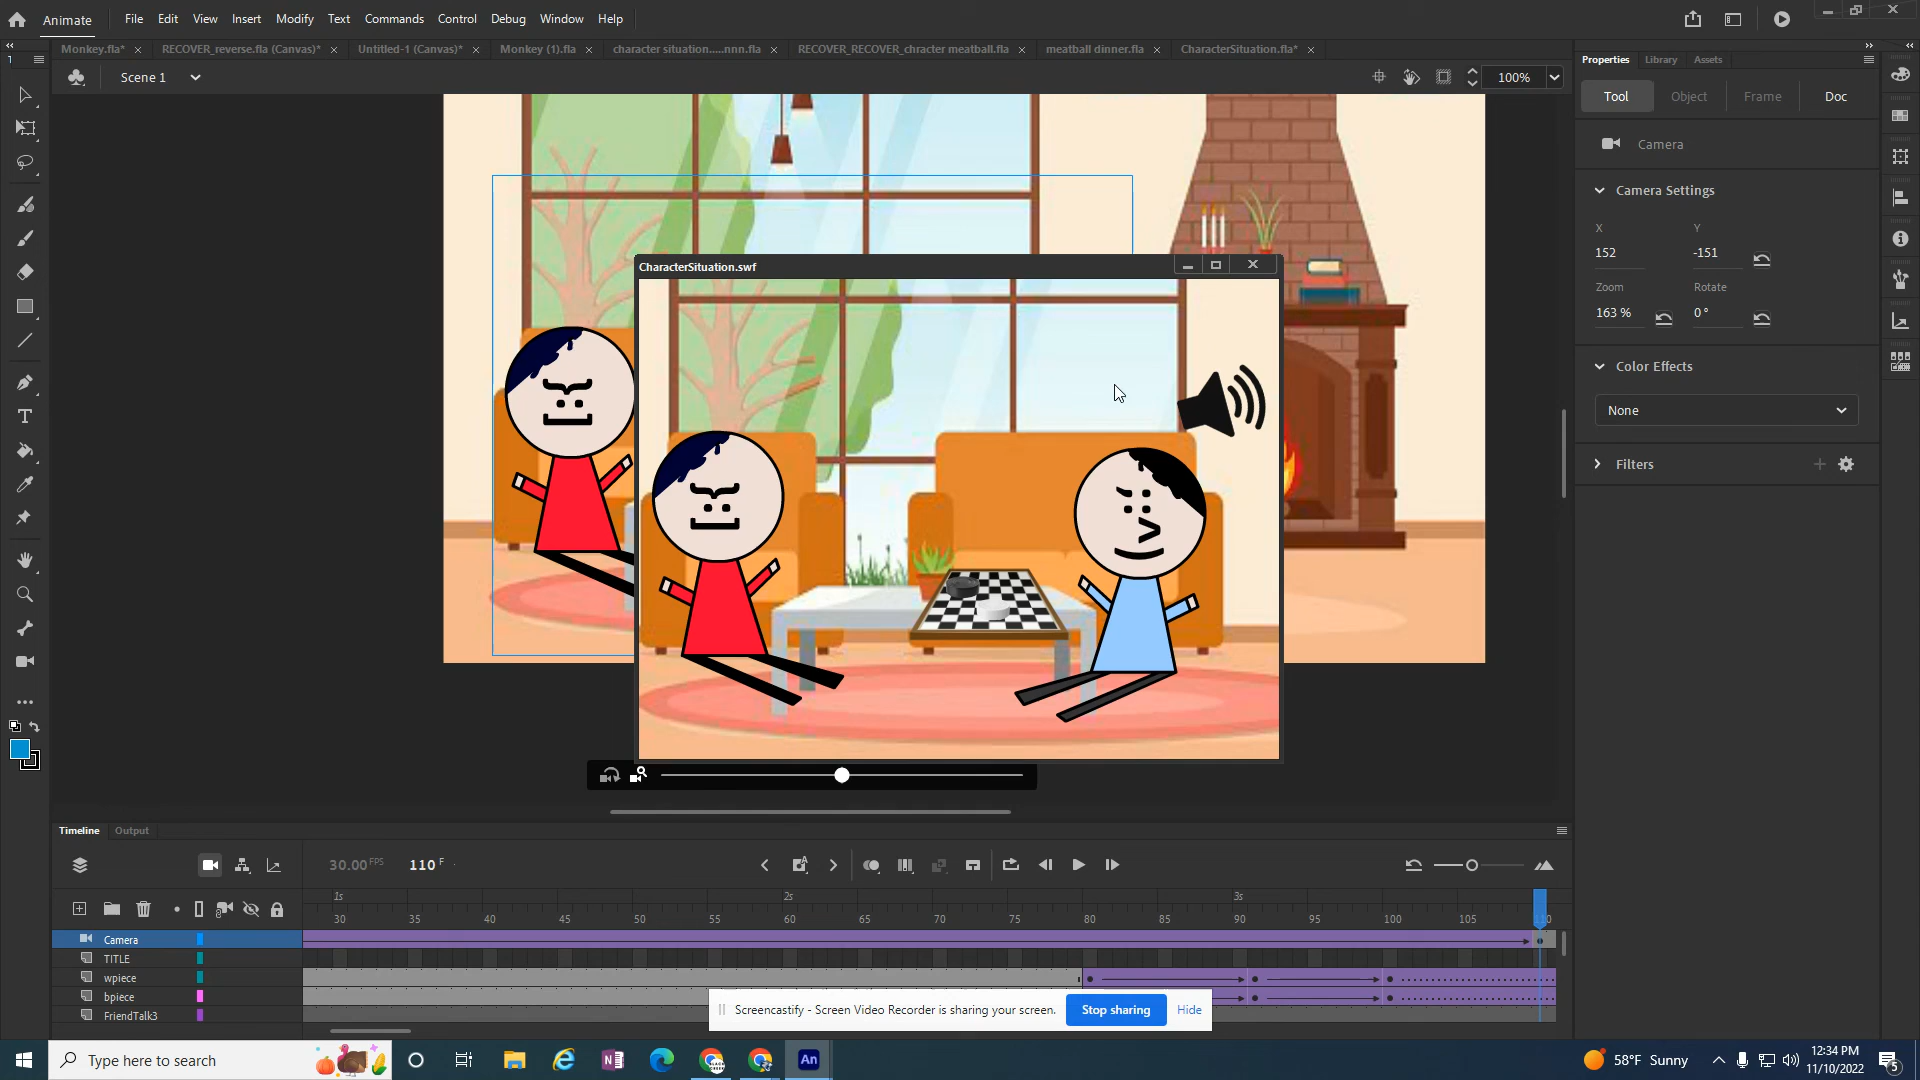 Animate File Edit View Insert Modify Text Commands Control Debug Window Help
Monkey.fla* RECOVER_reverse.fla (Canvas)* Untitled-1 (Canvas)* Monkey (1).fla character situation.....nnn.fla RECOVER_RECOVER_chracter meatball.fla meatball dinner.fla CharacterSituation.fla*
Scene 1
100%
Properties Library Assets
Tool Object Frame Doc
Camera
Camera Settings
X Y
152 -151
Zoom Rotate
163 % 0°
Color Effects
None
Filters
CharacterSituation.swf
Timeline Output
30.00 FPS 110 F
1s 2s 3s
30 35 40 45 50 55 60 65 70 75 80 85 90 95 100 105 110
Camera
TITLE
wpiece
bpiece
FriendTalk3
Screencastify - Screen Video Recorder is sharing your screen. Stop sharing Hide
Type here to search
An
58°F Sunny
12:34 PM
11/10/2022
5